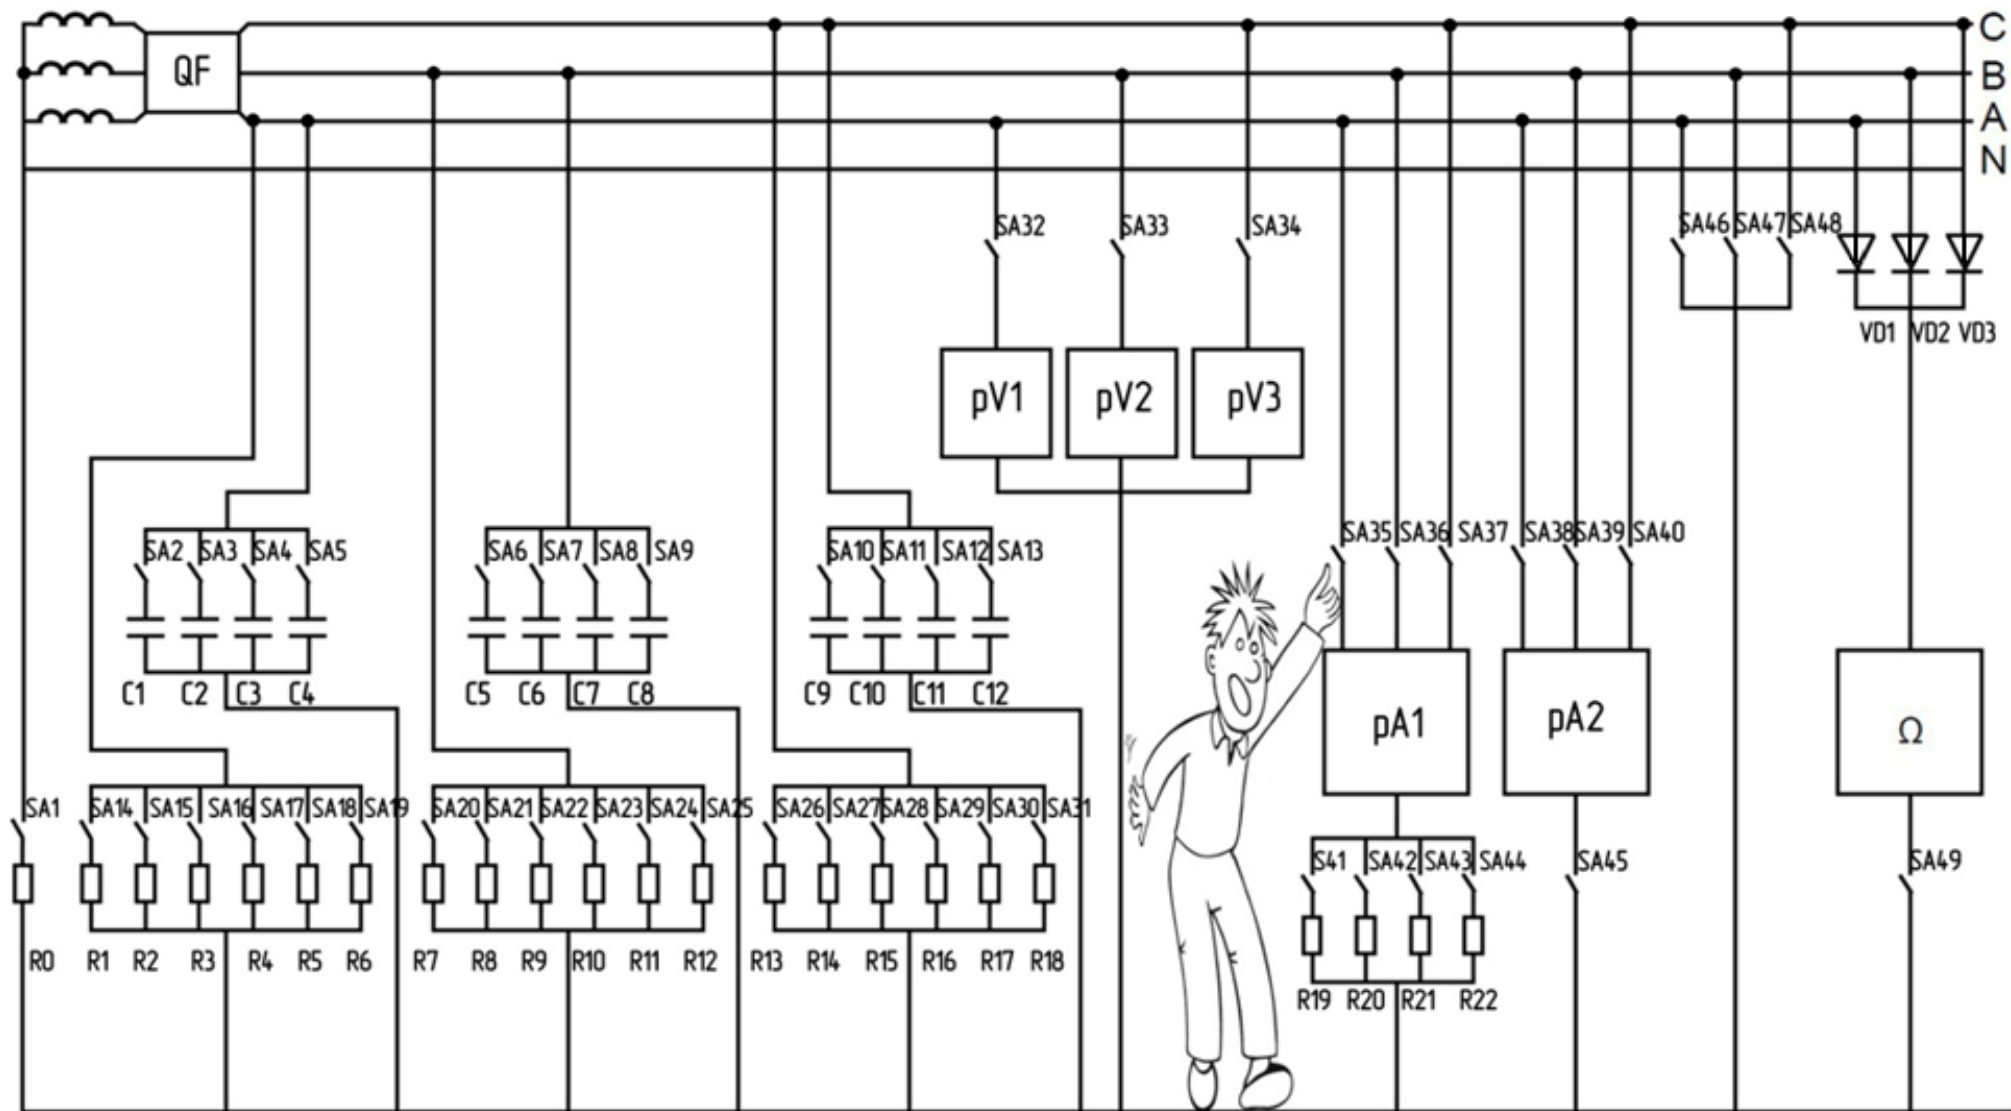 C
QF
B
A
N
SA32 SA33 SA34 SA46 SA47 SA48
VD1 VD2 VD3
pV1 pV2 pV3
SA35 SA36 SA37 SA38 SA39 SA40
SA2 SA3 SA4 SA5 SA6 SA7 SA8 SA9 SA10 SA11 SA12 SA13
C1 C2 C3 C4 C5 C6 C7 C8 C9 C10 C11 C12
pA1 pA2 Ω
SA1 SA14 SA15 SA16 SA17 SA18 SA19 SA20 SA21 SA22 SA23 SA24 SA25 SA26 SA27 SA28 SA29 SA30 SA31
S41 SA42 SA43 SA44 SA45 SA49
R0 R1 R2 R3 R4 R5 R6 R7 R8 R9 R10 R11 R12 R13 R14 R15 R16 R17 R18
R19 R20 R21 R22